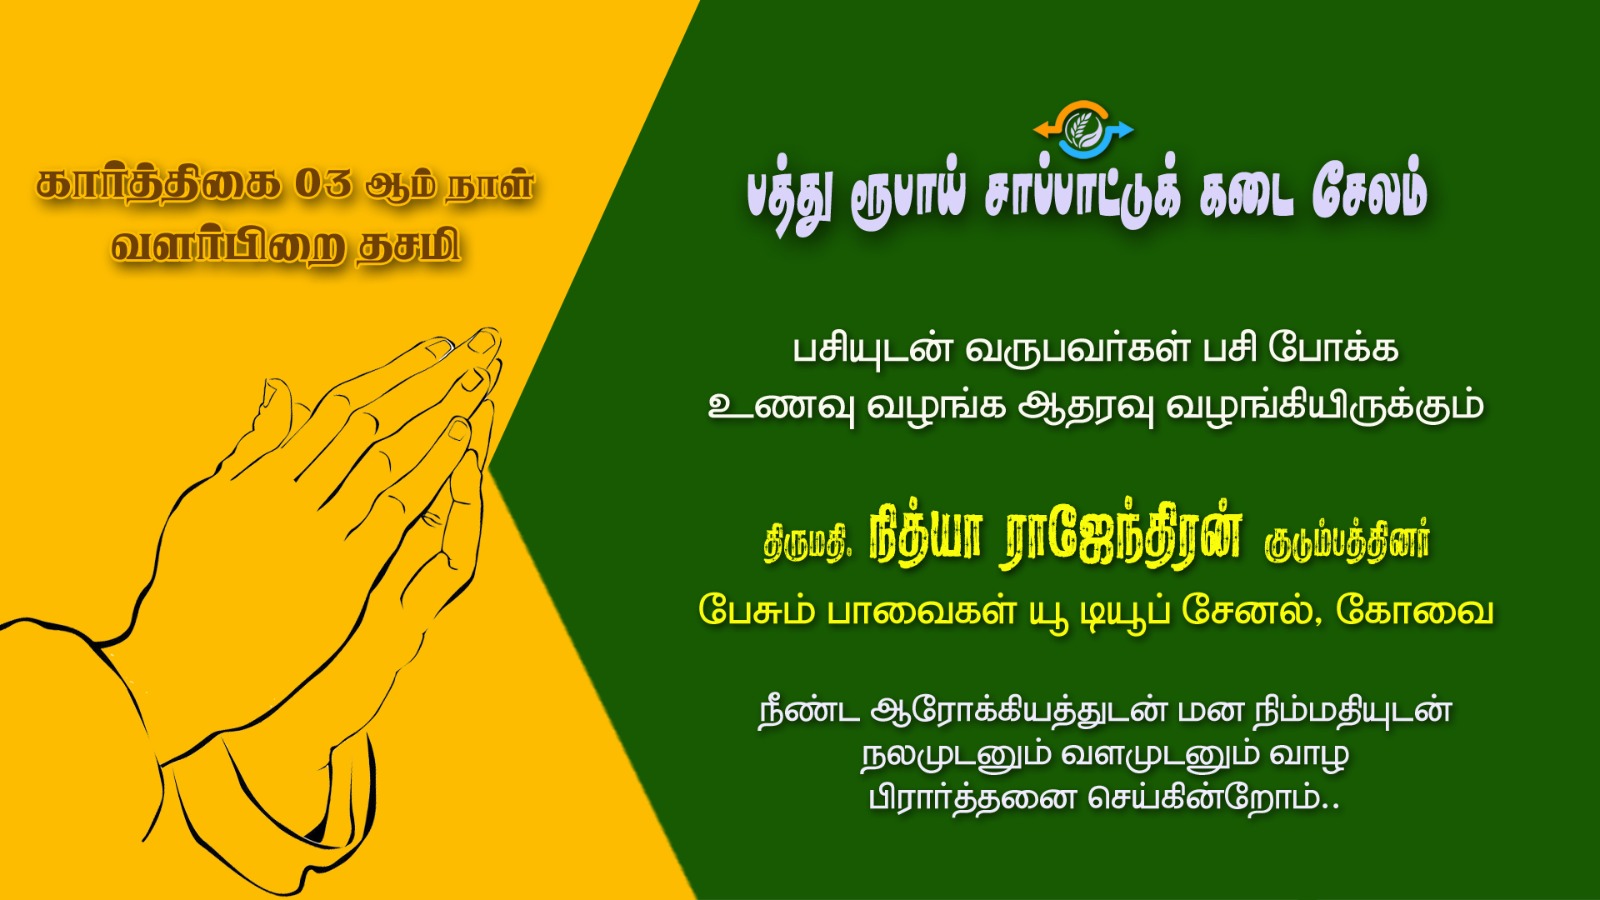 கார்த்திகை 03 ஆம் நாள்
வளர்பிறை தசமி
பத்து ரூபாய் சாப்பாட்டுக் கடை சேலம்
பசியுடன் வருபவர்கள் பசி போக்க
உணவு வழங்க ஆதரவு வழங்கியிருக்கும்
திருமதி. நித்யா ராஜேந்திரன் குடும்பத்தினர்
பேசும் பாவைகள் யூ டியூப் சேனல், கோவை
நீண்ட ஆரோக்கியத்துடன் மன நிம்மதியுடன்
நலமுடனும் வளமுடனும் வாழ
பிரார்த்தனை செய்கின்றோம்..